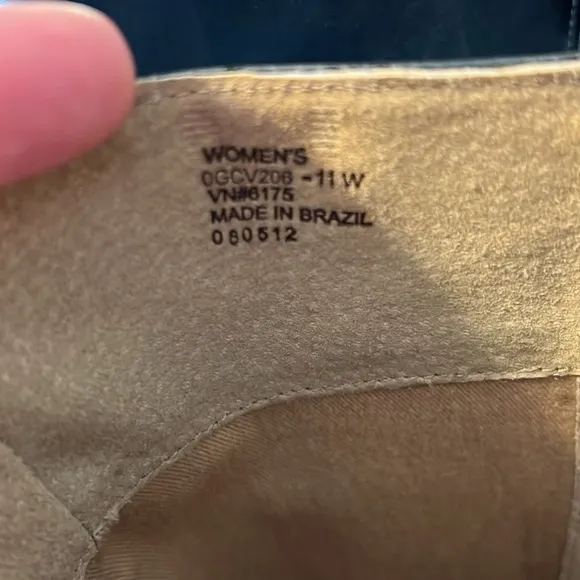 WOMEN'S
0GCV206 -11 W
VN#6175
MADE IN BRAZIL
080512